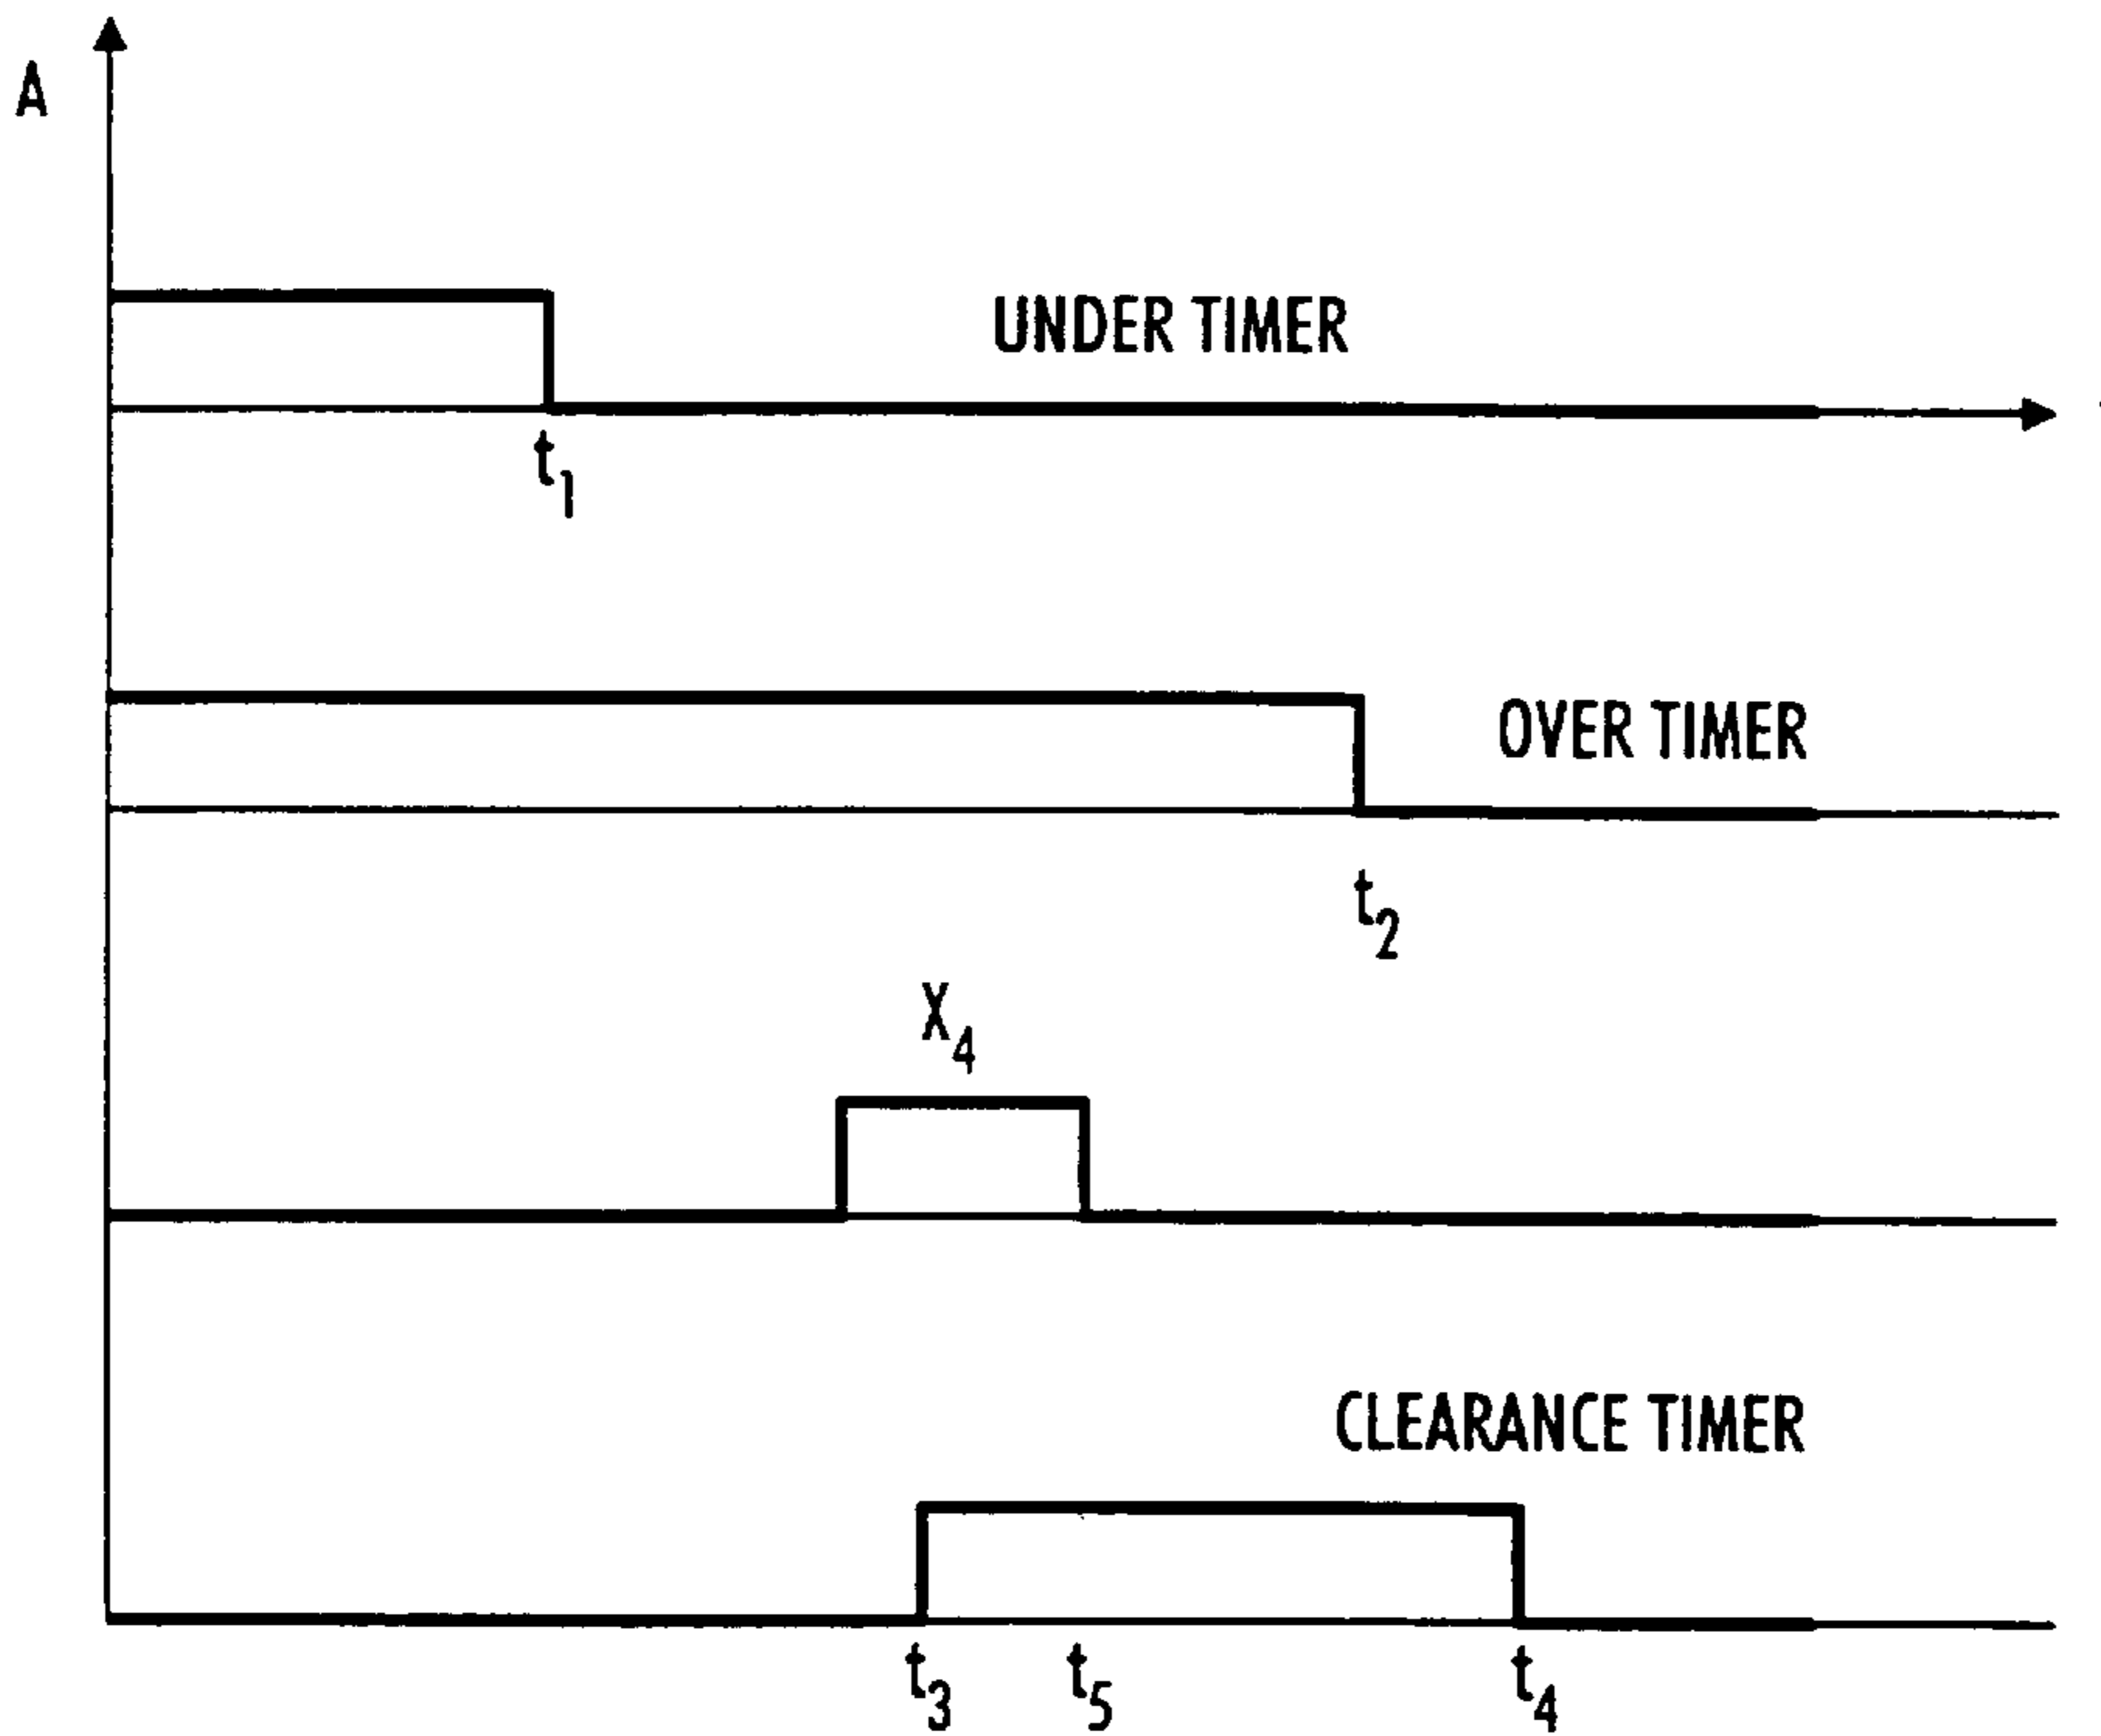 A
UNDER TIMER
t1
OVER TIMER
t2
X4
CLEARANCE TIMER
t3 t5 t4